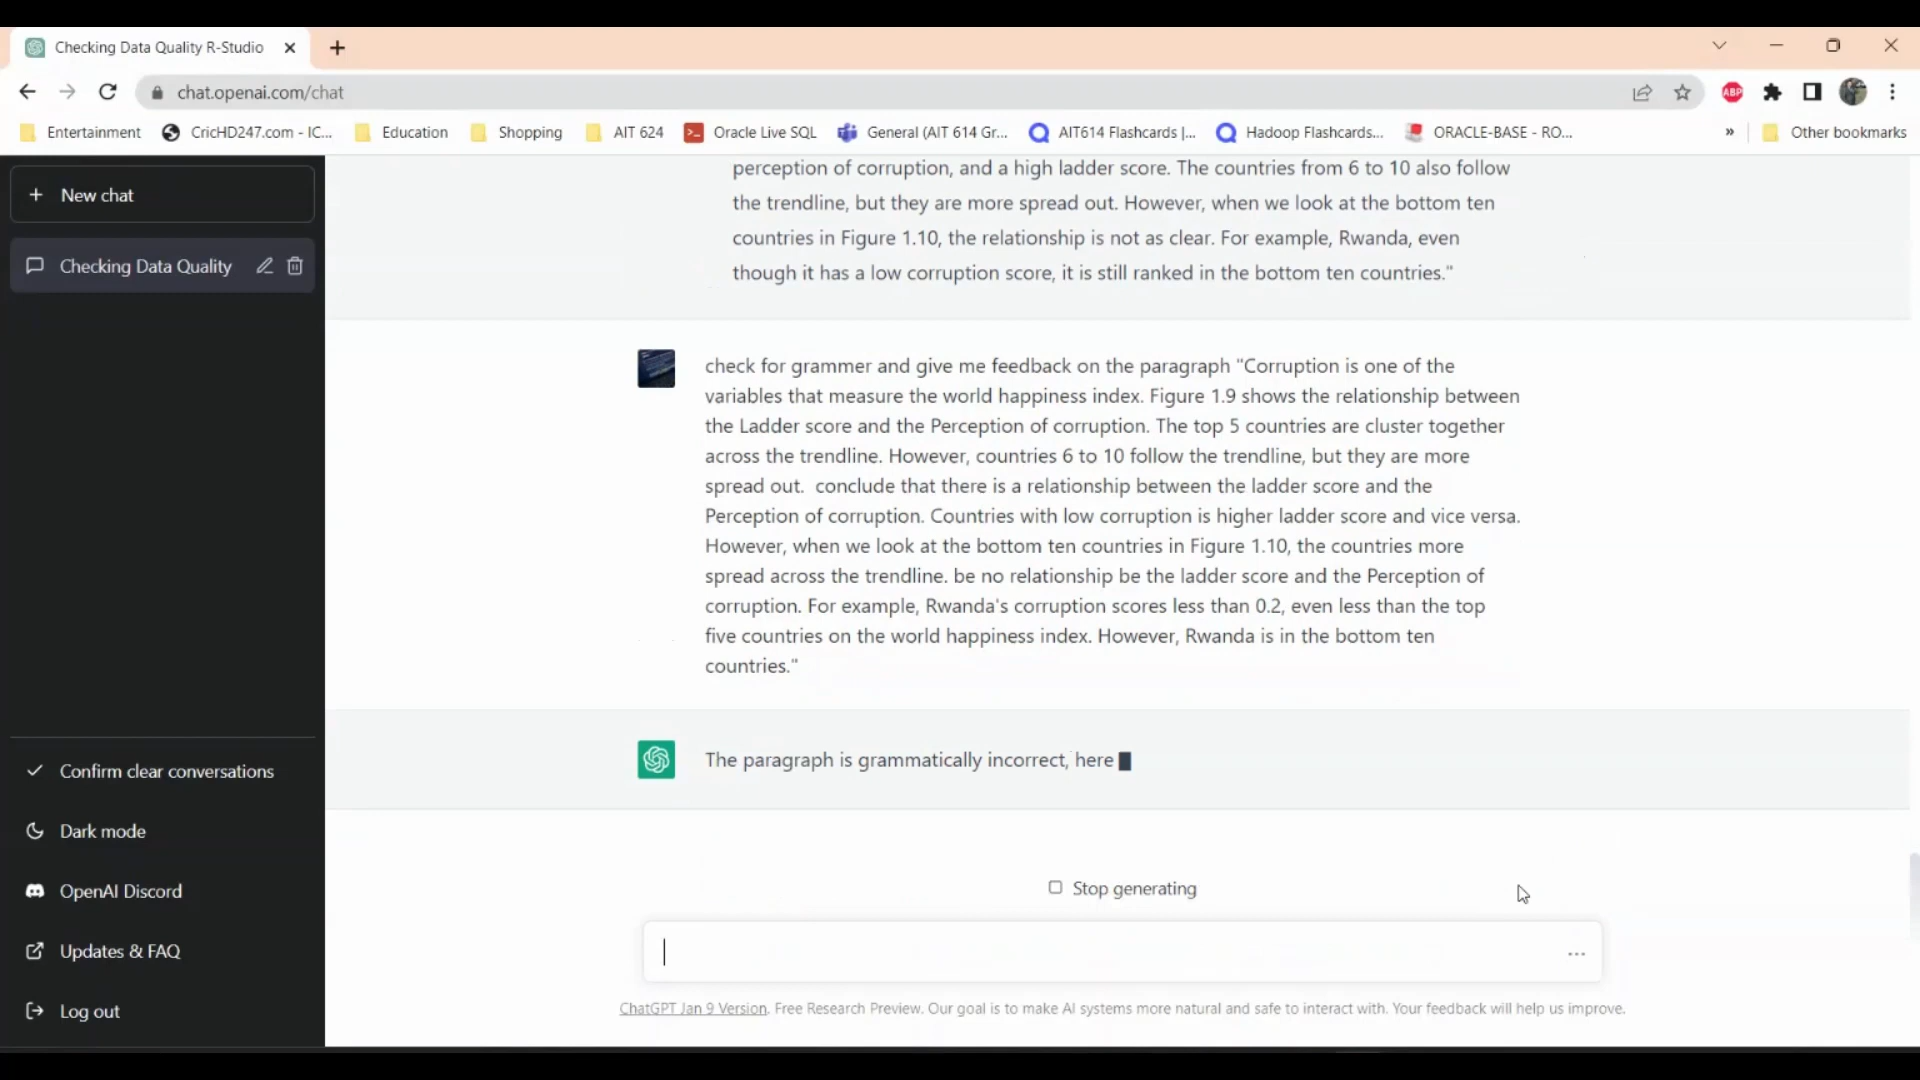 Checking Data Quality R-Studio
chat.openai.com/chat
ABP
Entertainment
CricHD247.com - IC...
Education
Shopping
AIT 624
Oracle Live SQL
General (AIT 614 Gr...
AIT614 Flashcards |...
Hadoop Flashcards...
ORACLE-BASE - RO...
»
Other bookmarks
+ New chat
Checking Data Quality
perception of corruption, and a high ladder score. The countries from 6 to 10 also follow
the trendline, but they are more spread out. However, when we look at the bottom ten
countries in Figure 1.10, the relationship is not as clear. For example, Rwanda, even
though it has a low corruption score, it is still ranked in the bottom ten countries."
check for grammer and give me feedback on the paragraph "Corruption is one of the
variables that measure the world happiness index. Figure 1.9 shows the relationship between
the Ladder score and the Perception of corruption. The top 5 countries are cluster together
across the trendline. However, countries 6 to 10 follow the trendline, but they are more
spread out.  conclude that there is a relationship between the ladder score and the
Perception of corruption. Countries with low corruption is higher ladder score and vice versa.
However, when we look at the bottom ten countries in Figure 1.10, the countries more
spread across the trendline. be no relationship be the ladder score and the Perception of
corruption. For example, Rwanda's corruption scores less than 0.2, even less than the top
five countries on the world happiness index. However, Rwanda is in the bottom ten
countries."
The paragraph is grammatically incorrect, here
Confirm clear conversations
Dark mode
OpenAI Discord
Updates & FAQ
Log out
Stop generating
ChatGPT Jan 9 Version. Free Research Preview. Our goal is to make AI systems more natural and safe to interact with. Your feedback will help us improve.